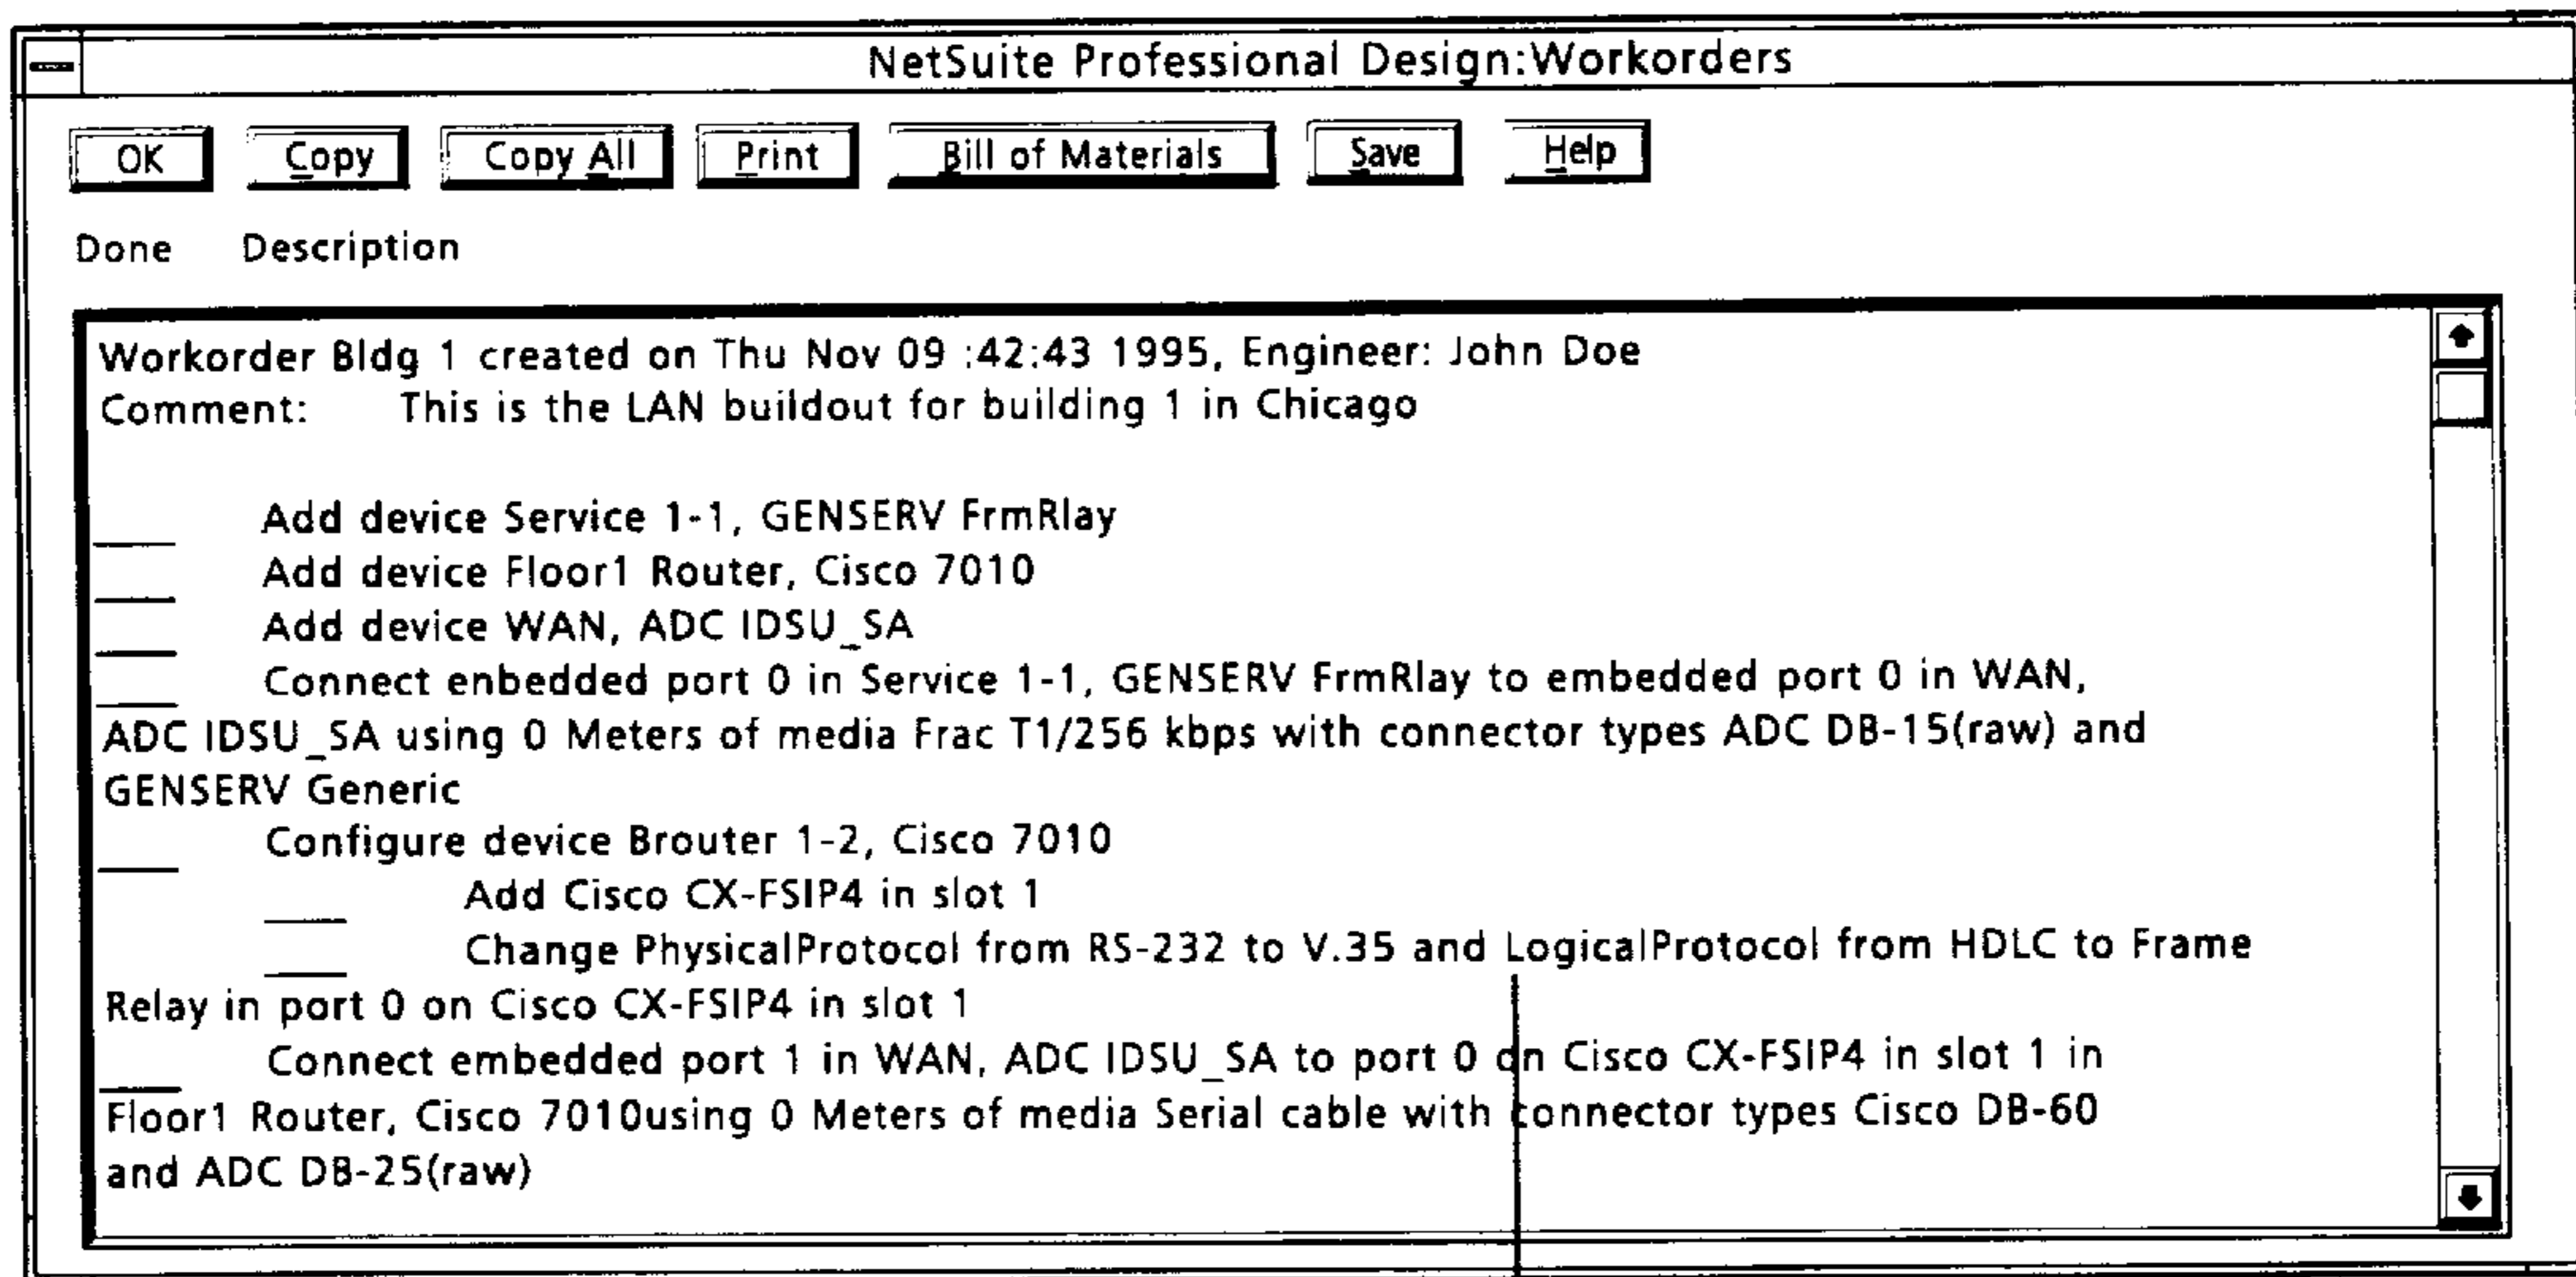 NetSuite Professional Design:Workorders
OK Copy Copy All Print Bill of Materials Save Help
Done Description
Workorder Bldg 1 created on Thu Nov 09 :42:43 1995, Engineer: John Doe
Comment: This is the LAN buildout for building 1 in Chicago
___ Add device Service 1-1, GENSERV FrmRlay
___ Add device Floor1 Router, Cisco 7010
___ Add device WAN, ADC IDSU_SA
___ Connect enbedded port 0 in Service 1-1, GENSERV FrmRlay to embedded port 0 in WAN,
ADC IDSU_SA using 0 Meters of media Frac T1/256 kbps with connector types ADC DB-15(raw) and
GENSERV Generic
___ Configure device Brouter 1-2, Cisco 7010
___ Add Cisco CX-FSIP4 in slot 1
___ Change PhysicalProtocol from RS-232 to V.35 and LogicalProtocol from HDLC to Frame
Relay in port 0 on Cisco CX-FSIP4 in slot 1
___ Connect embedded port 1 in WAN, ADC IDSU_SA to port 0 on Cisco CX-FSIP4 in slot 1 in
Floor1 Router, Cisco 7010using 0 Meters of media Serial cable with connector types Cisco DB-60
and ADC DB-25(raw)